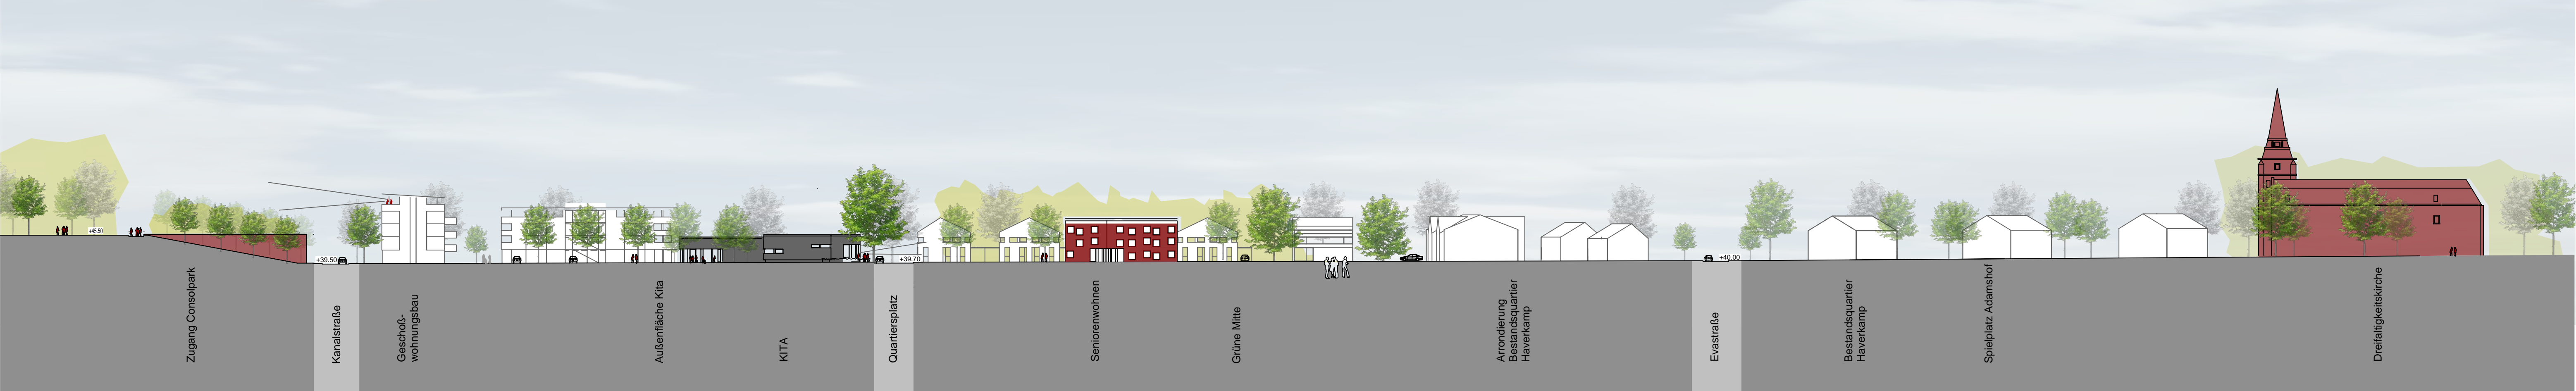 +45.50
Zugang Consolpark
+39.50
Kanalstraße
Geschoß-
wohnungsbau
Außenfläche Kita
KITA
+39.70
Quartiersplatz
Seniorenwohnen
Grüne Mitte
Arrondierung
Bestandsquartier
Haverkamp
+40.00
Evastraße
Bestandsquartier
Haverkamp
Spielplatz Adamshof
Dreifaltigkeitskirche